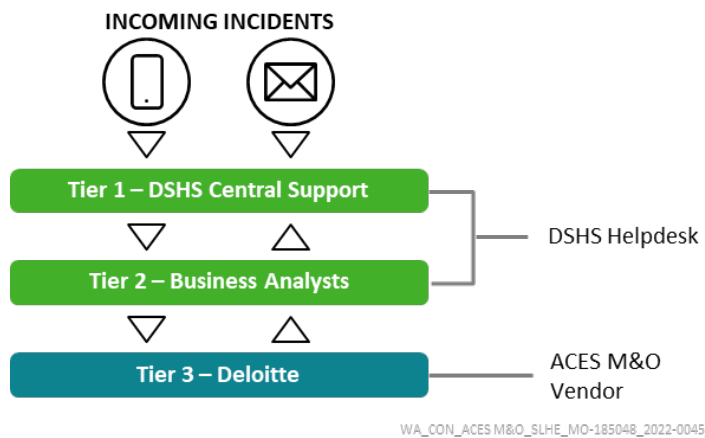 INCOMING INCIDENTS
Tier 1 – DSHS Central Support
DSHS Helpdesk
Tier 2 – Business Analysts
Tier 3 – Deloitte
ACES M&O
Vendor
WA_CON_ACES M&O_SLHE_MO-185048_2022-0045